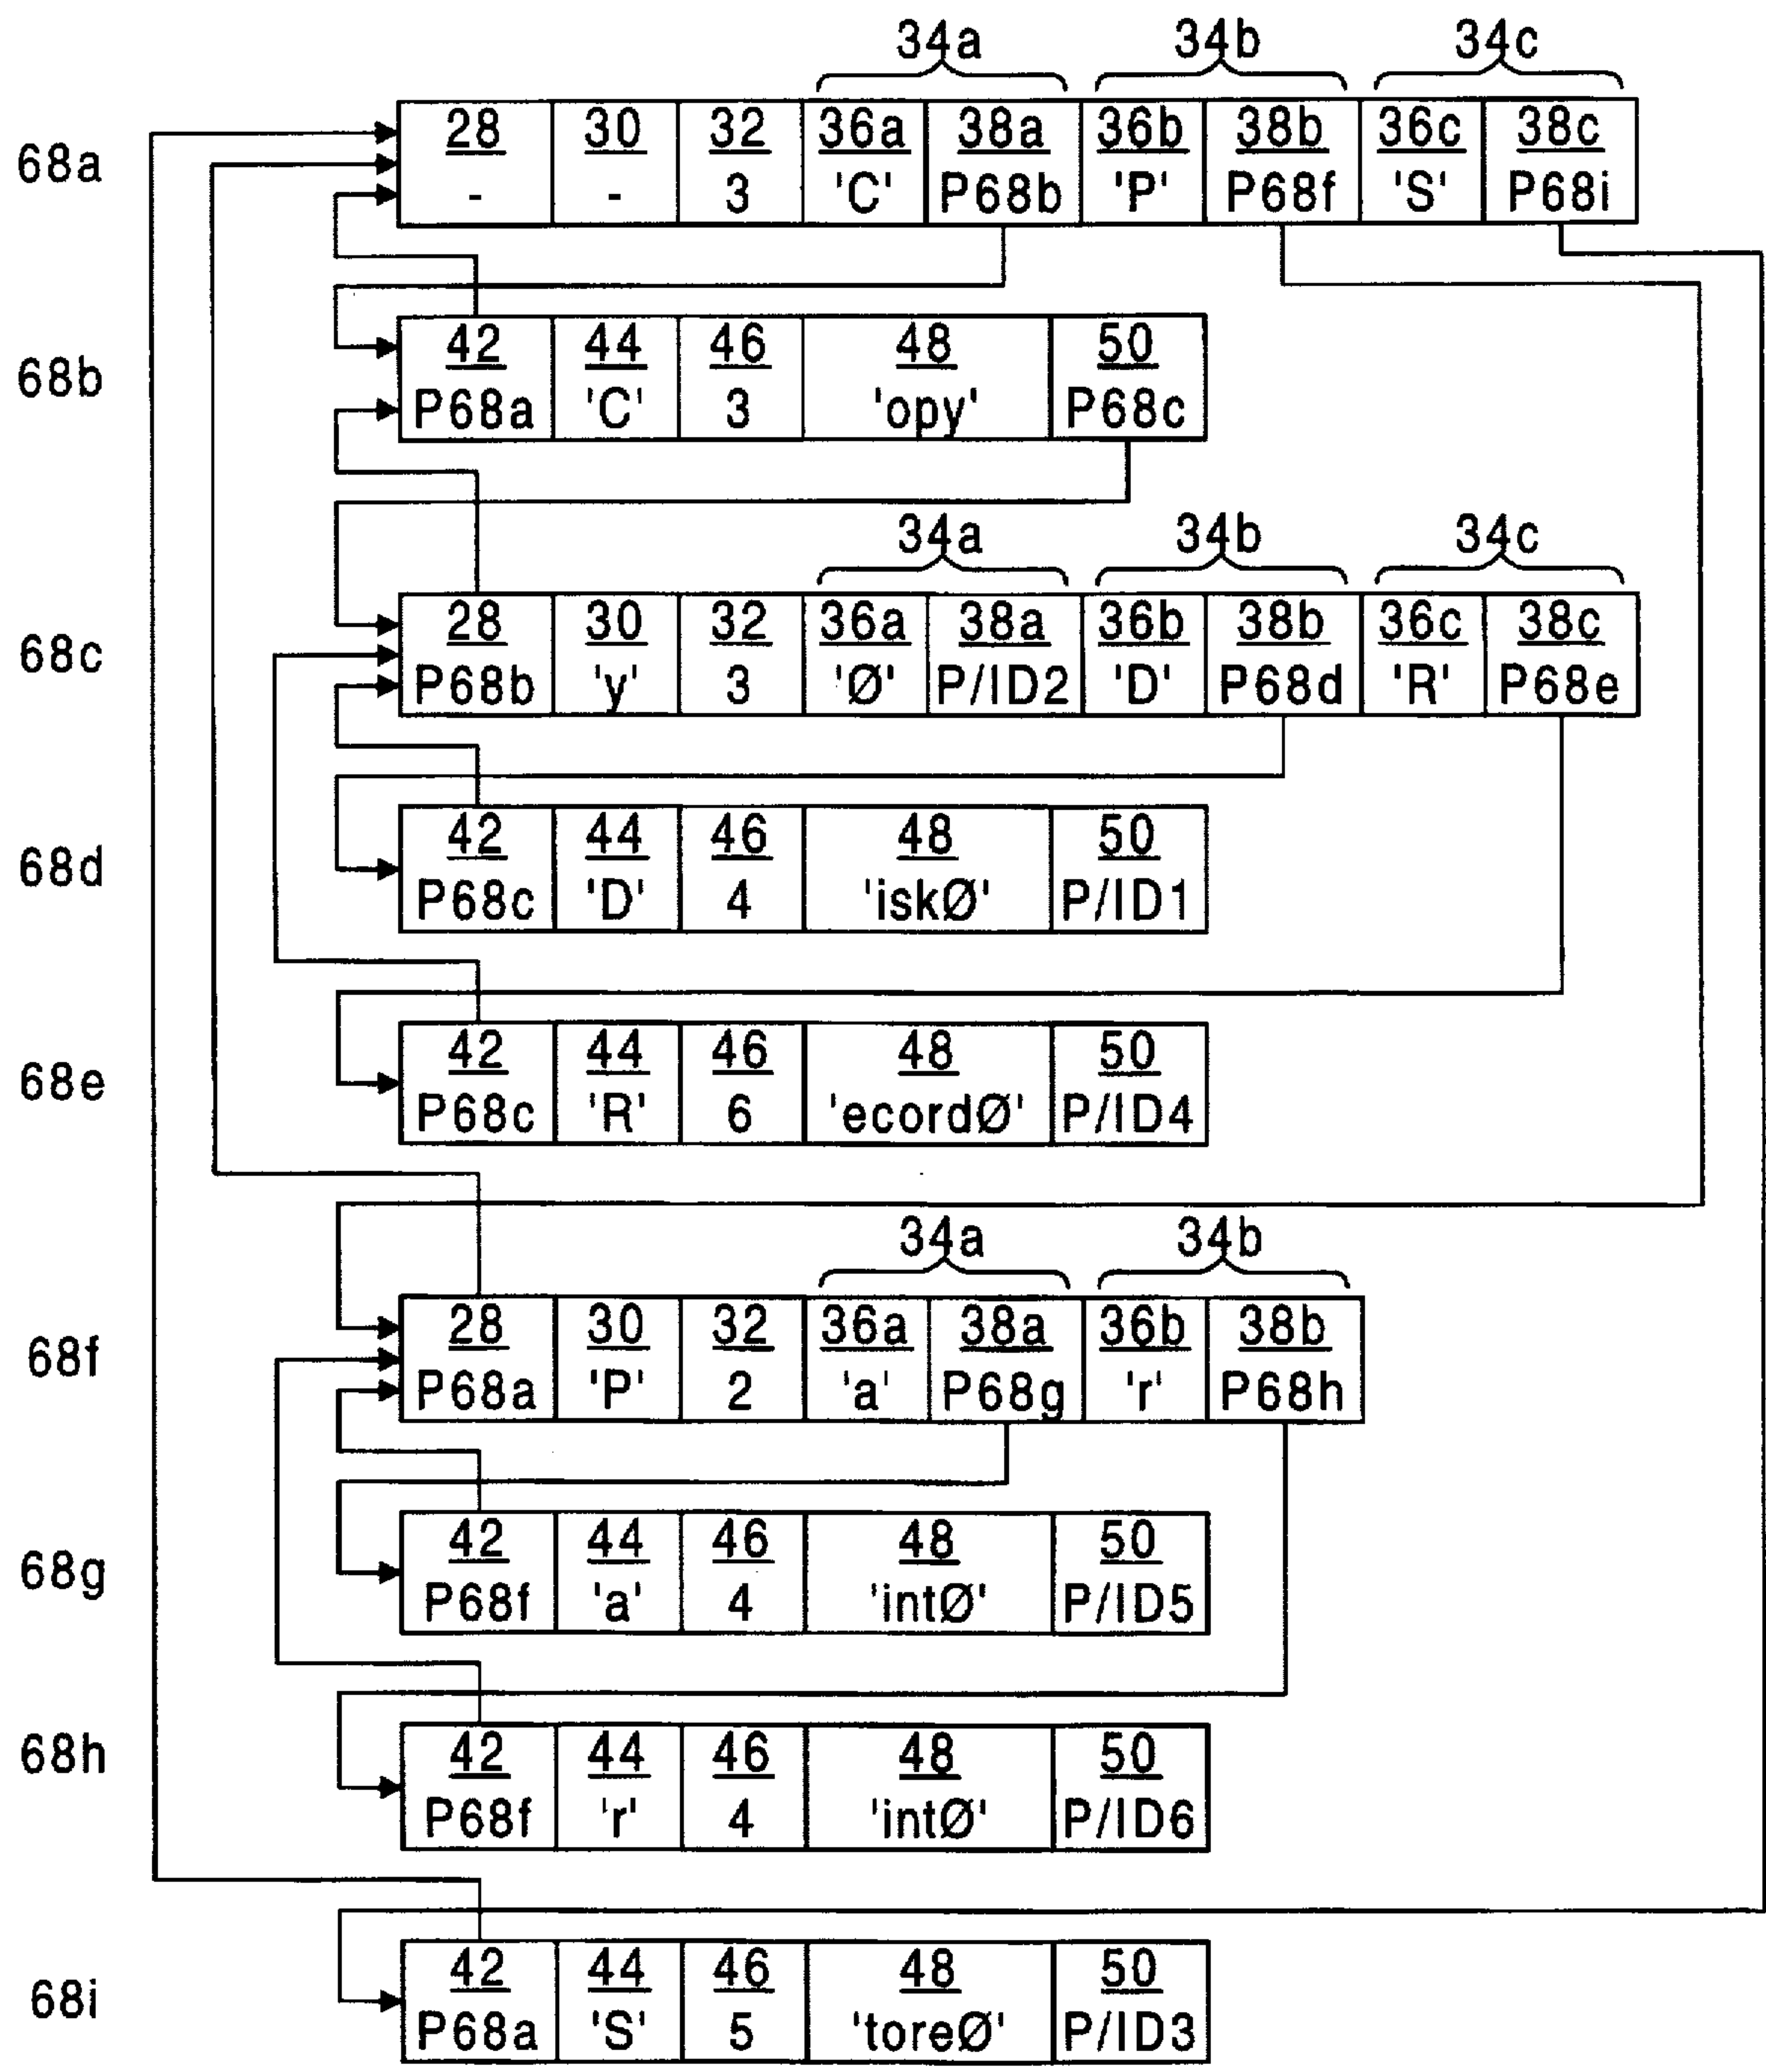 34a 34b 34c
68a
28 30 32 36a 38a 36b 38b 36c 38c
- - 3 'C' P68b 'P' P68f 'S' P68i
68b
42 44 46 48 50
P68a 'C' 3 'opy' P68c
34a 34b 34c
68c
28 30 32 36a 38a 36b 38b 36c 38c
P68b 'y' 3 'Ø' P/ID2 'D' P68d 'R' P68e
68d
42 44 46 48 50
P68c 'D' 4 'iskØ' P/ID1
68e
42 44 46 48 50
P68c 'R' 6 'ecordØ' P/ID4
34a 34b
68f
28 30 32 36a 38a 36b 38b
P68a 'P' 2 'a' P68g 'r' P68h
68g
42 44 46 48 50
P68f 'a' 4 'intØ' P/ID5
68h
42 44 46 48 50
P68f 'r' 4 'intØ' P/ID6
68i
42 44 46 48 50
P68a 'S' 5 'toreØ' P/ID3